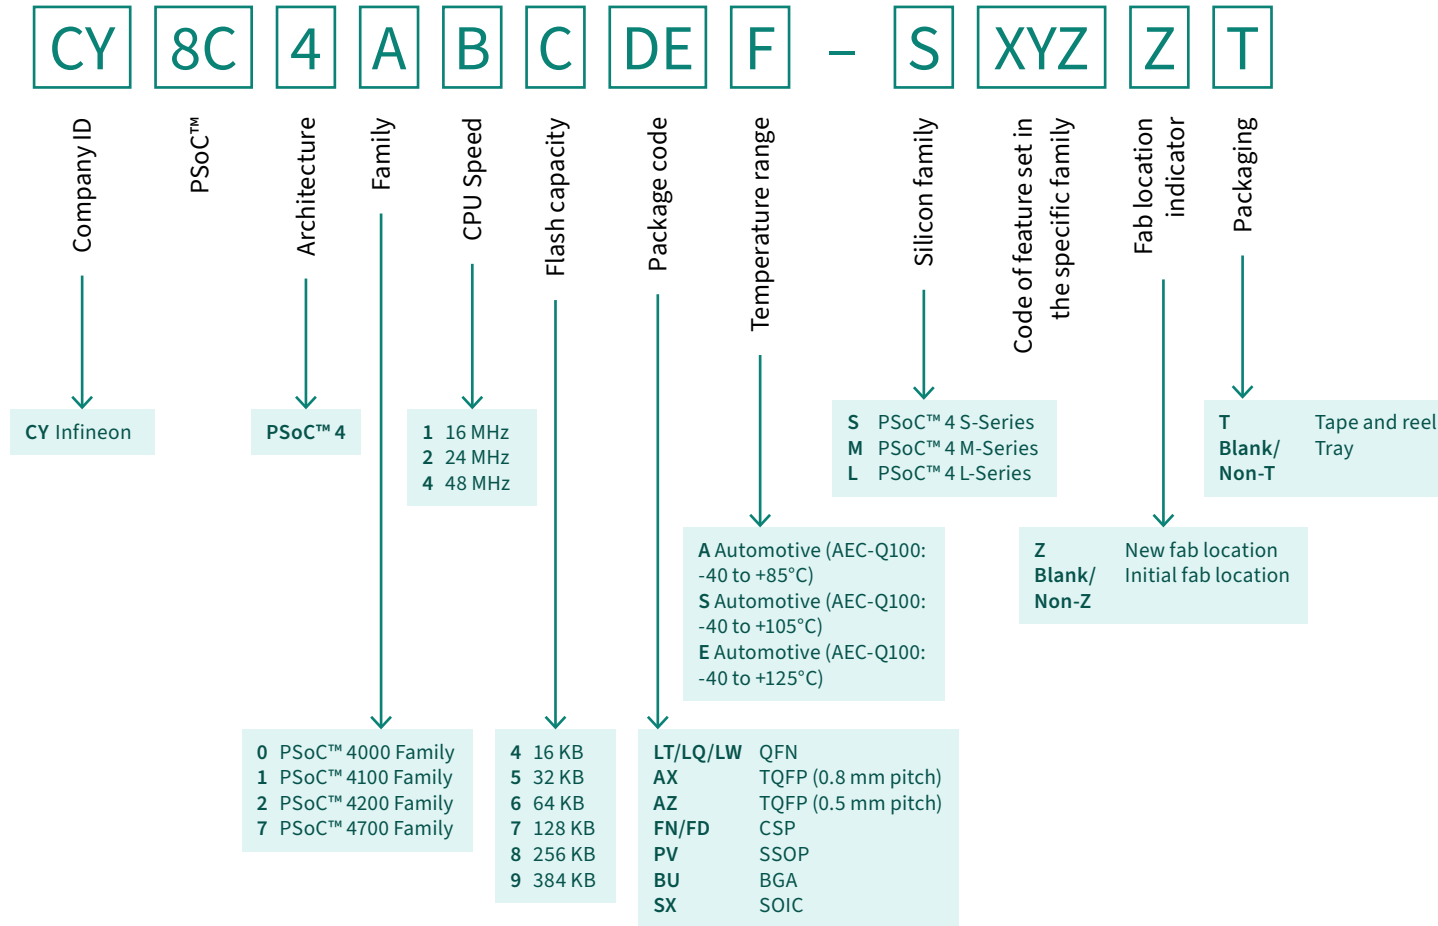 CY 8C 4 A B C DE F – S XYZ Z T
Company ID
PSoC™
Architecture
Family
CPU Speed
Flash capacity
Package code
Temperature range
Silicon family
Code of feature set in
the specific family
Fab location
indicator
Packaging
CY Infineon
PSoC™ 4
1 16 MHz
2 24 MHz
4 48 MHz
S PSoC™ 4 S-Series
M PSoC™ 4 M-Series
L PSoC™ 4 L-Series
T Tape and reel
Blank/ Tray
Non-T
A Automotive (AEC-Q100:
-40 to +85°C)
S Automotive (AEC-Q100:
-40 to +105°C)
E Automotive (AEC-Q100:
-40 to +125°C)
Z New fab location
Blank/ Initial fab location
Non-Z
0 PSoC™ 4000 Family
1 PSoC™ 4100 Family
2 PSoC™ 4200 Family
7 PSoC™ 4700 Family
4 16 KB
5 32 KB
6 64 KB
7 128 KB
8 256 KB
9 384 KB
LT/LQ/LW QFN
AX TQFP (0.8 mm pitch)
AZ TQFP (0.5 mm pitch)
FN/FD CSP
PV SSOP
BU BGA
SX SOIC